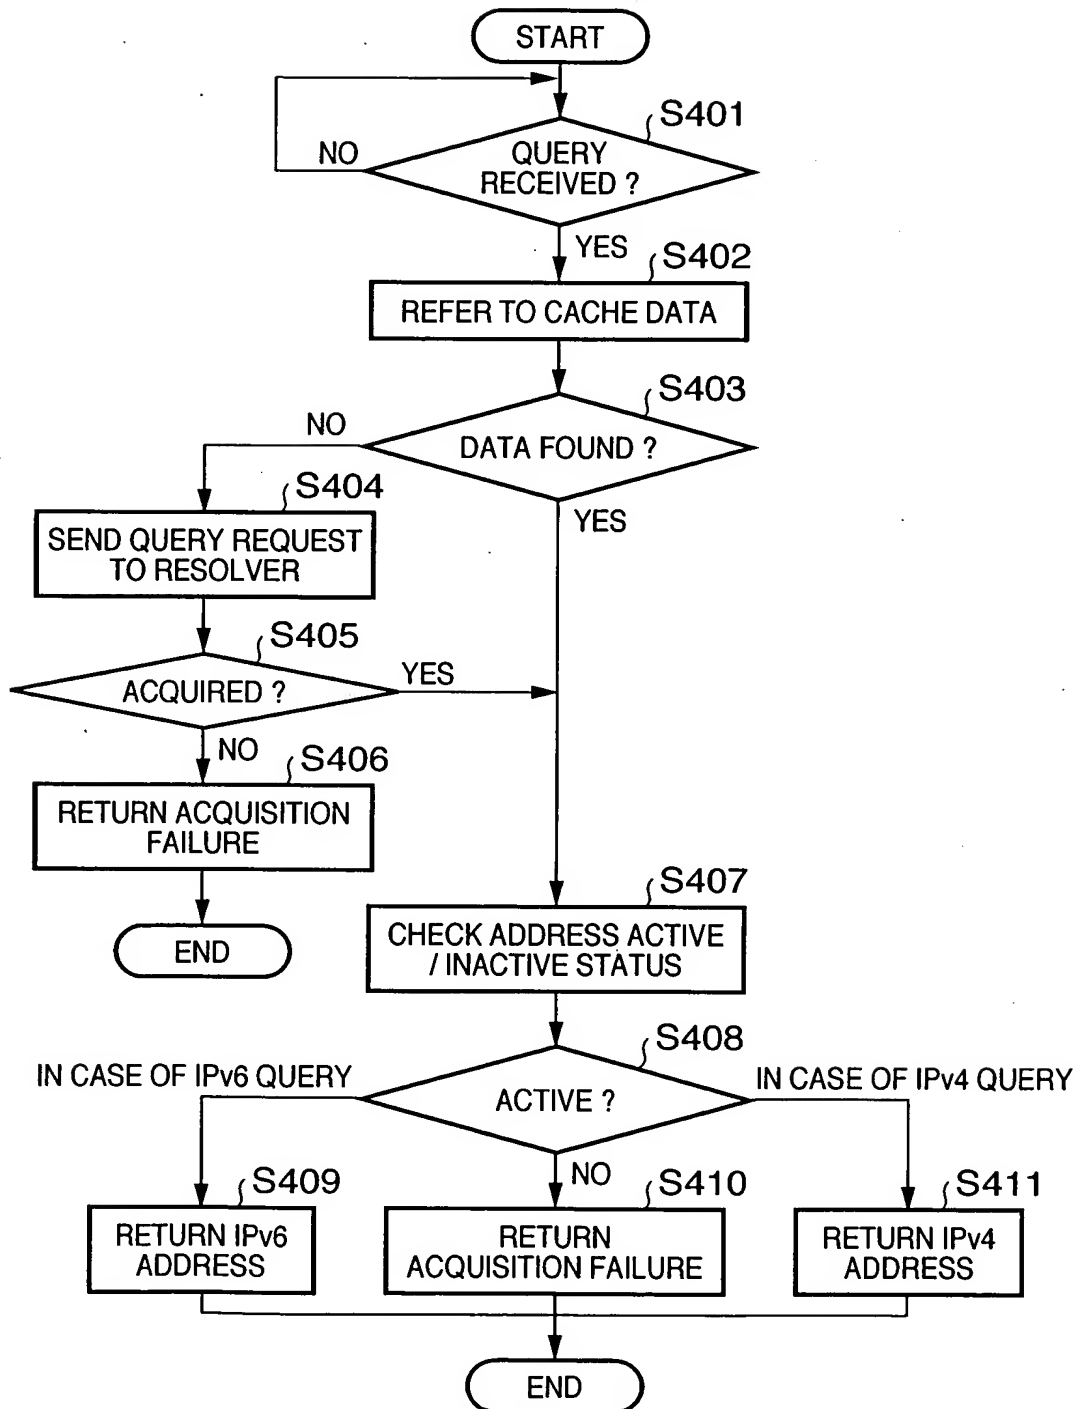 START
S401
NO
QUERY
RECEIVED ?
YES
S402
REFER TO CACHE DATA
S403
NO
DATA FOUND ?
S404
YES
SEND QUERY REQUEST
TO RESOLVER
S405
YES
ACQUIRED ?
NO
S406
RETURN ACQUISITION
FAILURE
S407
END
CHECK ADDRESS ACTIVE
/ INACTIVE STATUS
S408
IN CASE OF IPv6 QUERY
IN CASE OF IPv4 QUERY
ACTIVE ?
NO
S409
S410
S411
RETURN IPv6
ADDRESS
RETURN
ACQUISITION FAILURE
RETURN IPv4
ADDRESS
END